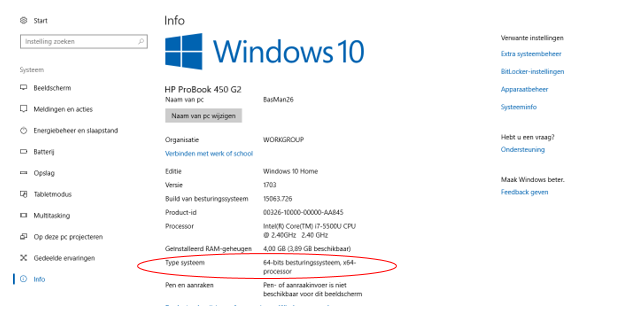 Start
Instelling zoeken
Systeem
Beeldscherm
Meldingen en acties
Energiebeheer en slaapstand
Batterij
Opslag
Tabletmodus
Multitasking
Op deze pc projecteren
Gedeelde ervaringen
Info
Info
Windows 10
HP ProBook 450 G2
Naam van pc BasMan26
Naam van pc wijzigen
Organisatie WORKGROUP
Verbinden met werk of school
Editie Windows 10 Home
Versie 1703
Build van besturingssysteem 15063.726
Product-id 00326-10000-00000-AA845
Processor Intel(R) Core(TM) i7-5500U CPU
@ 2.40GHz 2.40 GHz
Geïnstalleerd RAM-geheugen 4,00 GB (3,89 GB beschikbaar)
Type systeem 64-bits besturingssysteem, x64-
processor
Pen en aanraken Pen- of aanraakinvoer is niet
beschikbaar voor dit beeldscherm
Verwante instellingen
Extra systeembeheer
BitLocker-instellingen
Apparaatbeheer
Systeeminfo
Hebt u een vraag?
Ondersteuning
Maak Windows beter.
Feedback geven